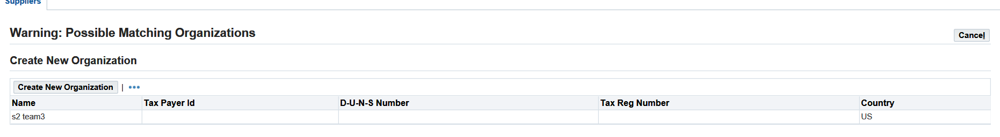 Suppliers
Warning: Possible Matching Organizations
Cancel
Create New Organization
Create New Organization | •••
Name Tax Payer Id D-U-N-S Number Tax Reg Number Country
s2 team3 US